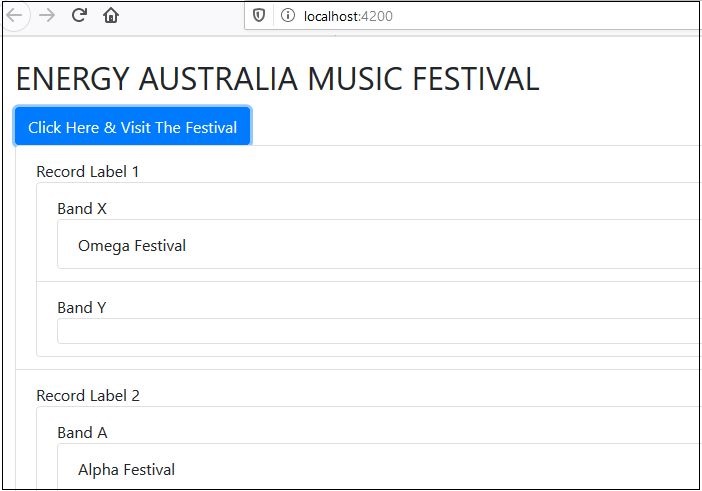 localhost:4200
ENERGY AUSTRALIA MUSIC FESTIVAL
Click Here & Visit The Festival
Record Label 1
Band X
Omega Festival
Band Y
Record Label 2
Band A
Alpha Festival